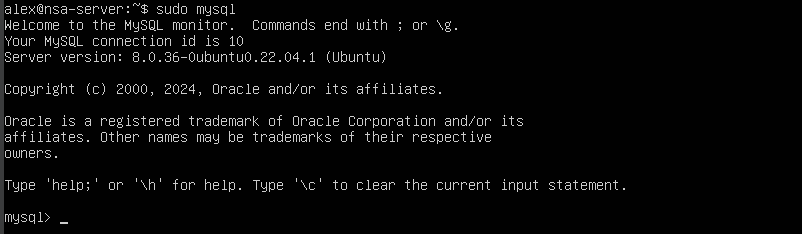 alex@nsa-server:~$ sudo mysql
Welcome to the MySQL monitor.  Commands end with ; or \g.
Your MySQL connection id is 10
Server version: 8.0.36-0ubuntu0.22.04.1 (Ubuntu)
Copyright (c) 2000, 2024, Oracle and/or its affiliates.
Oracle is a registered trademark of Oracle Corporation and/or its
affiliates. Other names may be trademarks of their respective
owners.
Type 'help;' or '\h' for help. Type '\c' to clear the current input statement.
mysql> _